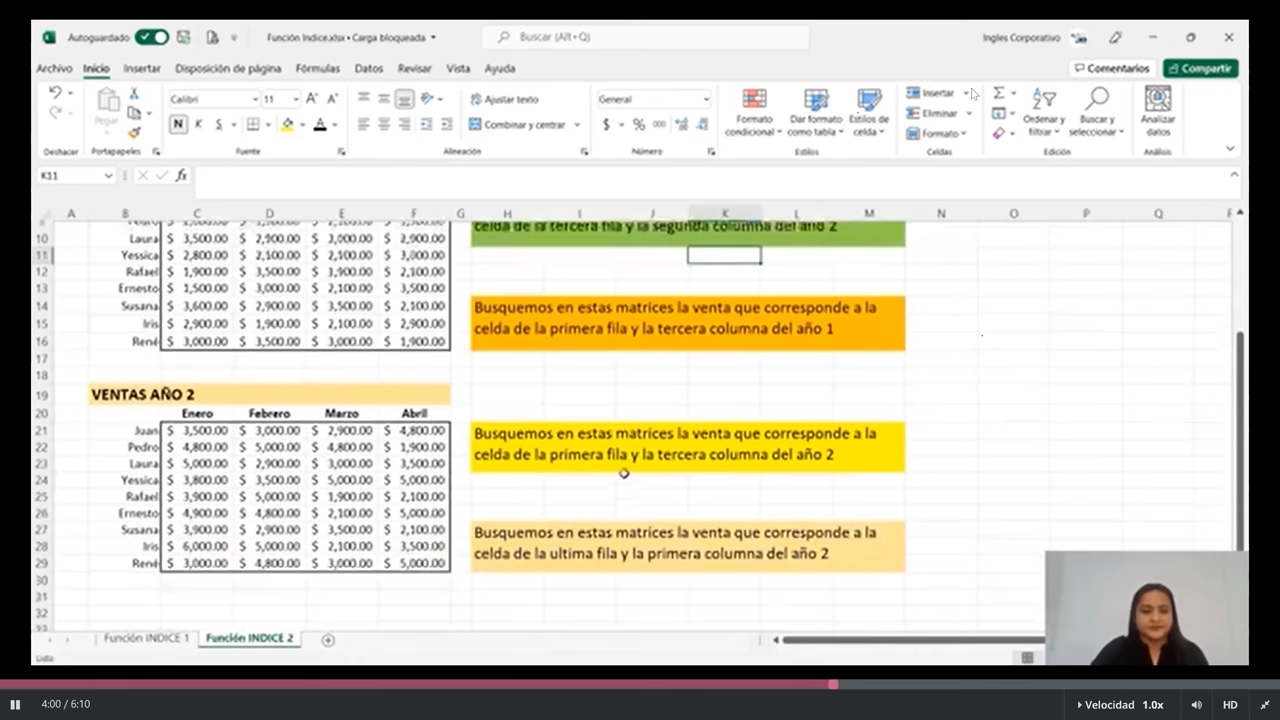 Autoguardado
Función Indice.xlsx • Carga bloqueada
Buscar (Alt+Q)
Ingles Corporativo
Archivo Inicio Insertar Disposición de página Fórmulas Datos Revisar Vista Ayuda
Comentarios Compartir
Pegar
Calibri 11
N K S
Ajustar texto
Combinar y centrar
General
$ % 000
Formato condicional
Dar formato como tabla
Estilos de celda
Insertar
Eliminar
Formato
Ordenar y filtrar
Buscar y seleccionar
Analizar datos
Deshacer Portapapeles Fuente Alineación Número Estilos Celdas Edición Análisis
K11 fx
A B C D E F G H I J K L M N O P Q
celda de la tercera fila y la segunda columna del año 2
10 Laura $ 3,500.00 $ 2,900.00 $ 3,000.00 $ 2,900.00
11 Yessica $ 2,800.00 $ 2,100.00 $ 2,100.00 $ 3,000.00
12 Rafael $ 1,900.00 $ 3,500.00 $ 1,900.00 $ 2,100.00
13 Ernesto $ 1,500.00 $ 3,000.00 $ 2,100.00 $ 3,500.00
14 Susana $ 3,600.00 $ 2,900.00 $ 3,500.00 $ 2,100.00
15 Iris $ 2,900.00 $ 1,900.00 $ 2,100.00 $ 2,900.00
16 René $ 3,000.00 $ 3,500.00 $ 3,000.00 $ 1,900.00
Busquemos en estas matrices la venta que corresponde a la
celda de la primera fila y la tercera columna del año 1
17
18
19 VENTAS AÑO 2
20 Enero Febrero Marzo Abril
21 Juan $ 3,500.00 $ 3,000.00 $ 2,900.00 $ 4,800.00
22 Pedro $ 4,800.00 $ 5,000.00 $ 4,800.00 $ 1,900.00
23 Laura $ 5,000.00 $ 2,900.00 $ 3,000.00 $ 3,500.00
24 Yessica $ 3,800.00 $ 3,500.00 $ 5,000.00 $ 5,000.00
25 Rafael $ 3,900.00 $ 5,000.00 $ 1,900.00 $ 2,100.00
26 Ernesto $ 4,900.00 $ 4,800.00 $ 2,100.00 $ 5,000.00
27 Susana $ 3,900.00 $ 2,900.00 $ 3,500.00 $ 2,100.00
28 Iris $ 6,000.00 $ 5,000.00 $ 2,100.00 $ 3,500.00
29 René $ 3,000.00 $ 4,800.00 $ 3,000.00 $ 5,000.00
Busquemos en estas matrices la venta que corresponde a la
celda de la primera fila y la tercera columna del año 2
Busquemos en estas matrices la venta que corresponde a la
celda de la ultima fila y la primera columna del año 2
30
31
32
Función INDICE 1 Función INDICE 2
Listo
4:00 / 6:10
Velocidad 1.0x HD